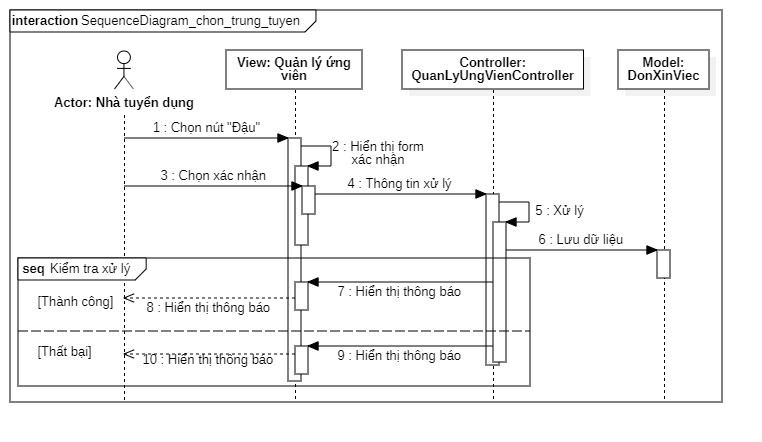 interaction SequenceDiagram_chon_trung_tuyen
View: Quản lý ứng
viên
Controller:
QuanLyUngVienController
Model:
DonXinViec
Actor: Nhà tuyển dụng
1 : Chọn nút "Đậu"
2 : Hiển thị form
xác nhận
3 : Chọn xác nhận
4 : Thông tin xử lý
5 : Xử lý
6 : Lưu dữ liệu
seq Kiểm tra xử lý
7 : Hiển thị thông báo
[Thành công]
8 : Hiển thị thông báo
[Thất bại]
9 : Hiển thị thông báo
10 : Hiển thị thông báo